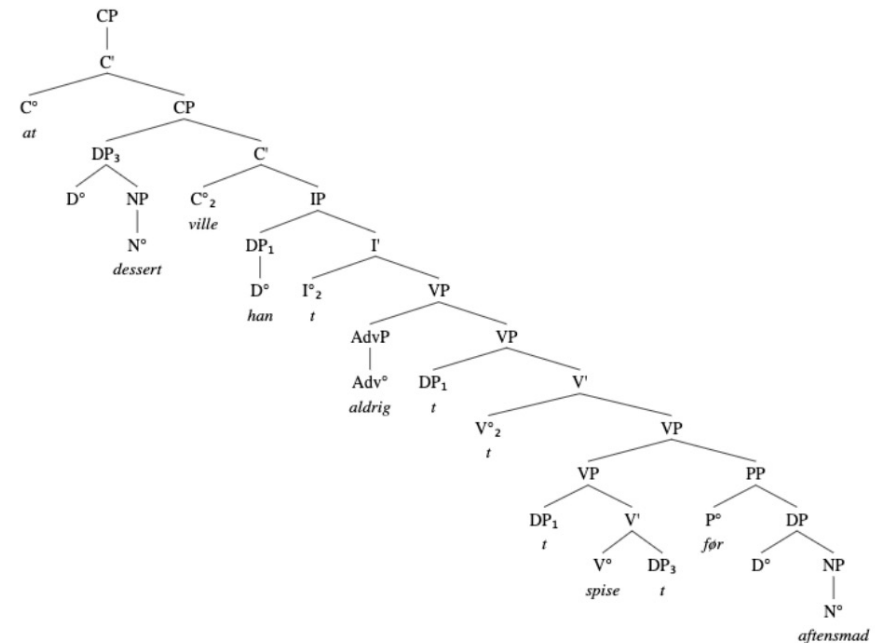 CP
C'
C° CP
at
DP₃ C'
D° NP C°₂ IP
ville
N° DP₁ I'
dessert
D° I°₂ VP
han t
AdvP VP
Adv° DP₁ V'
aldrig t
V°₂ VP
t
VP PP
DP₁ V' P° DP
t før
V° DP₃ D° NP
spise t
N°
aftensmad